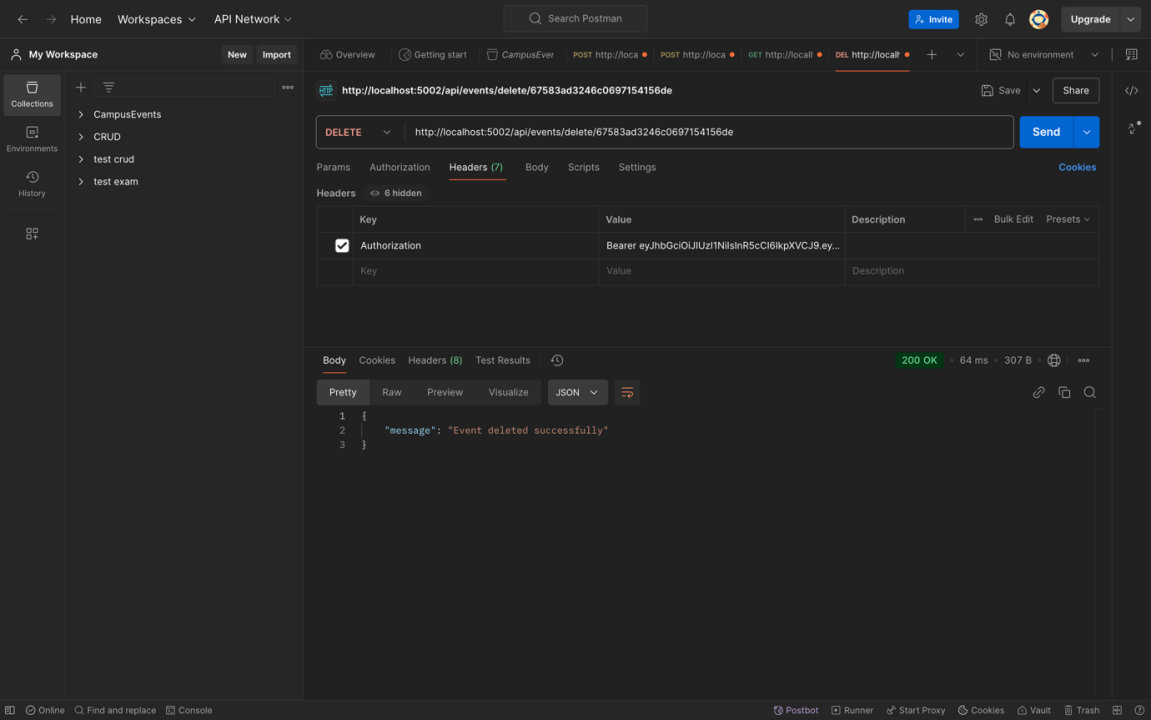 Home Workspaces API Network Search Postman Invite Upgrade
My Workspace New Import Overview Getting start CampusEver POST http://loca POST http://loca GET http://locall DEL http://localh No environment
http://localhost:5002/api/events/delete/67583ad3246c0697154156de Save Share
Collections
CampusEvents
DELETE http://localhost:5002/api/events/delete/67583ad3246c0697154156de Send
CRUD
Environments
test crud
Params Authorization Headers (7) Body Scripts Settings Cookies
test exam
History
Headers 6 hidden
Key Value Description Bulk Edit Presets
Authorization Bearer eyJhbGciOiJIUzI1NiIsInR5cCI6IkpXVCJ9.ey...
Key Value Description
Body Cookies Headers (8) Test Results 200 OK 64 ms 307 B
Pretty Raw Preview Visualize JSON
1 {
2 "message": "Event deleted successfully"
3 }
Online Find and replace Console Postbot Runner Start Proxy Cookies Vault Trash